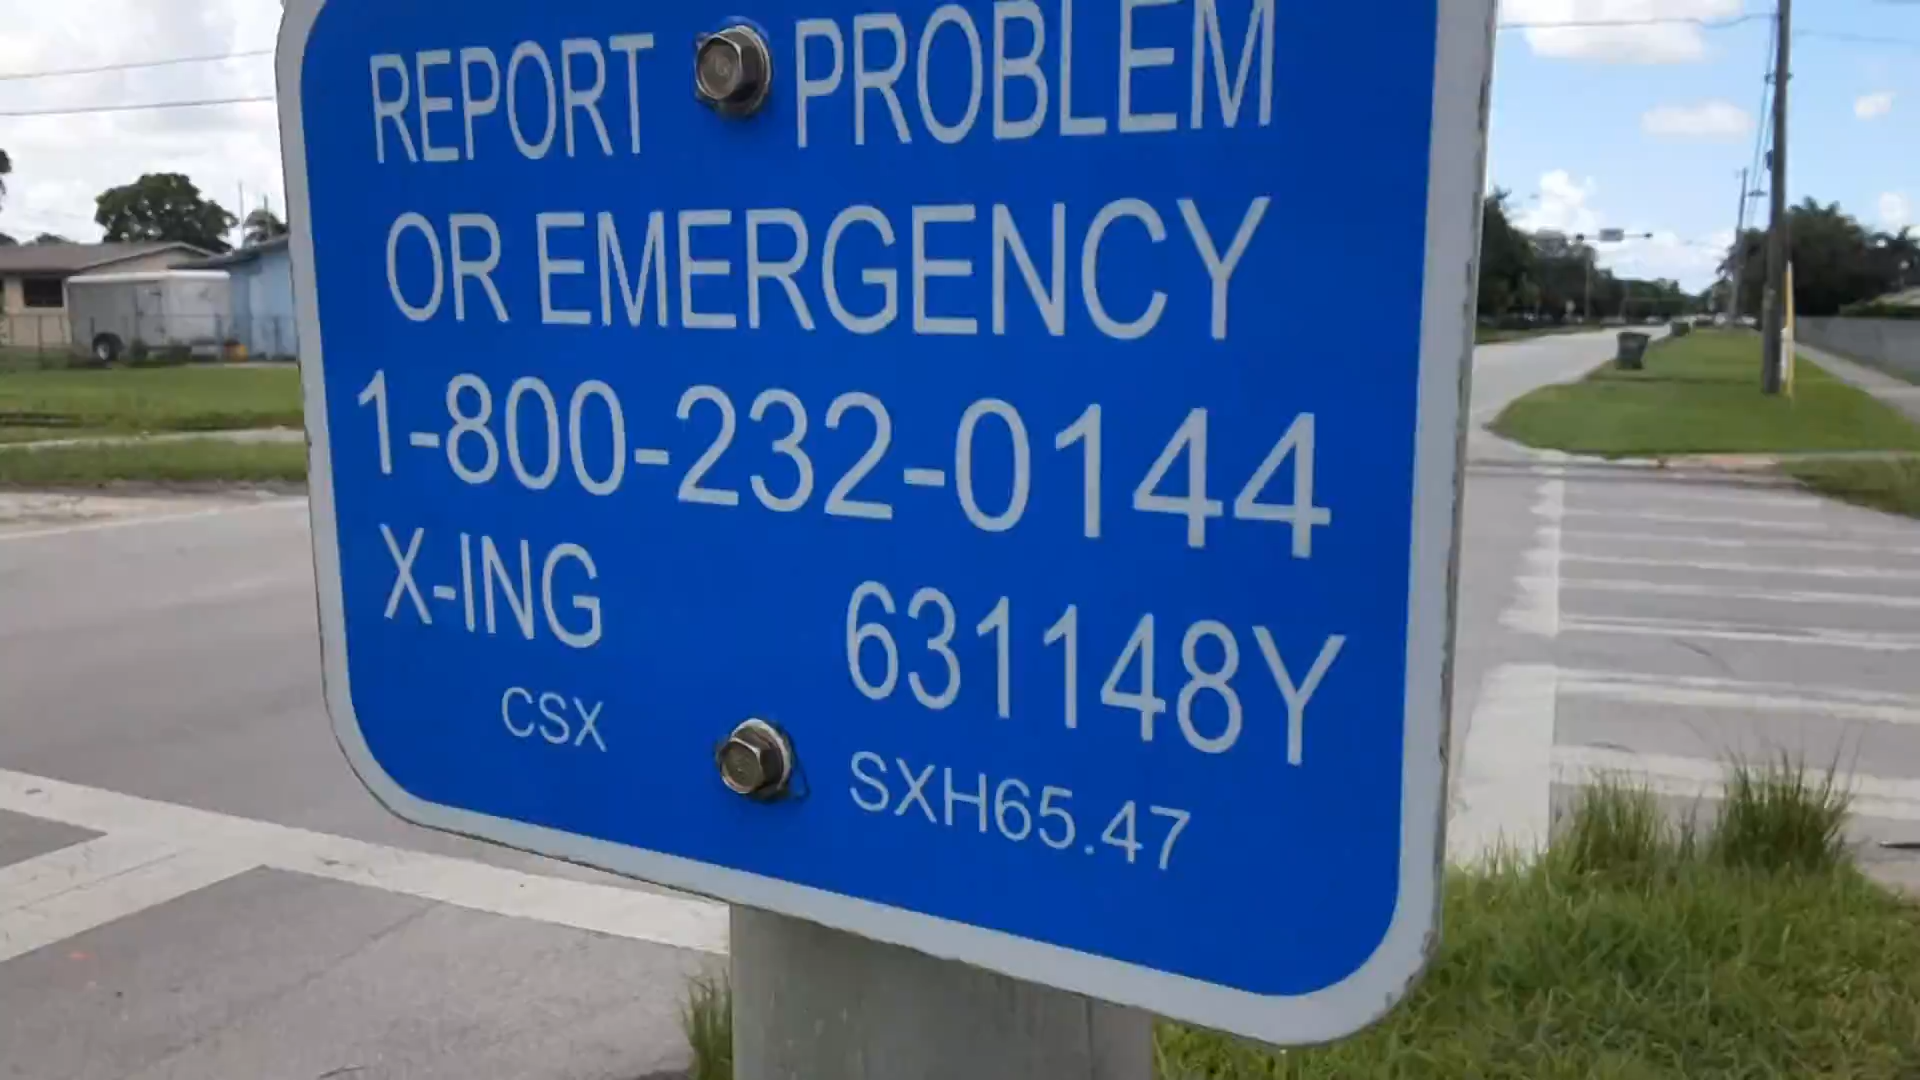 REPORT PROBLEM
OR EMERGENCY
1-800-232-0144
X-ING 631148Y
CSX SXH65.47